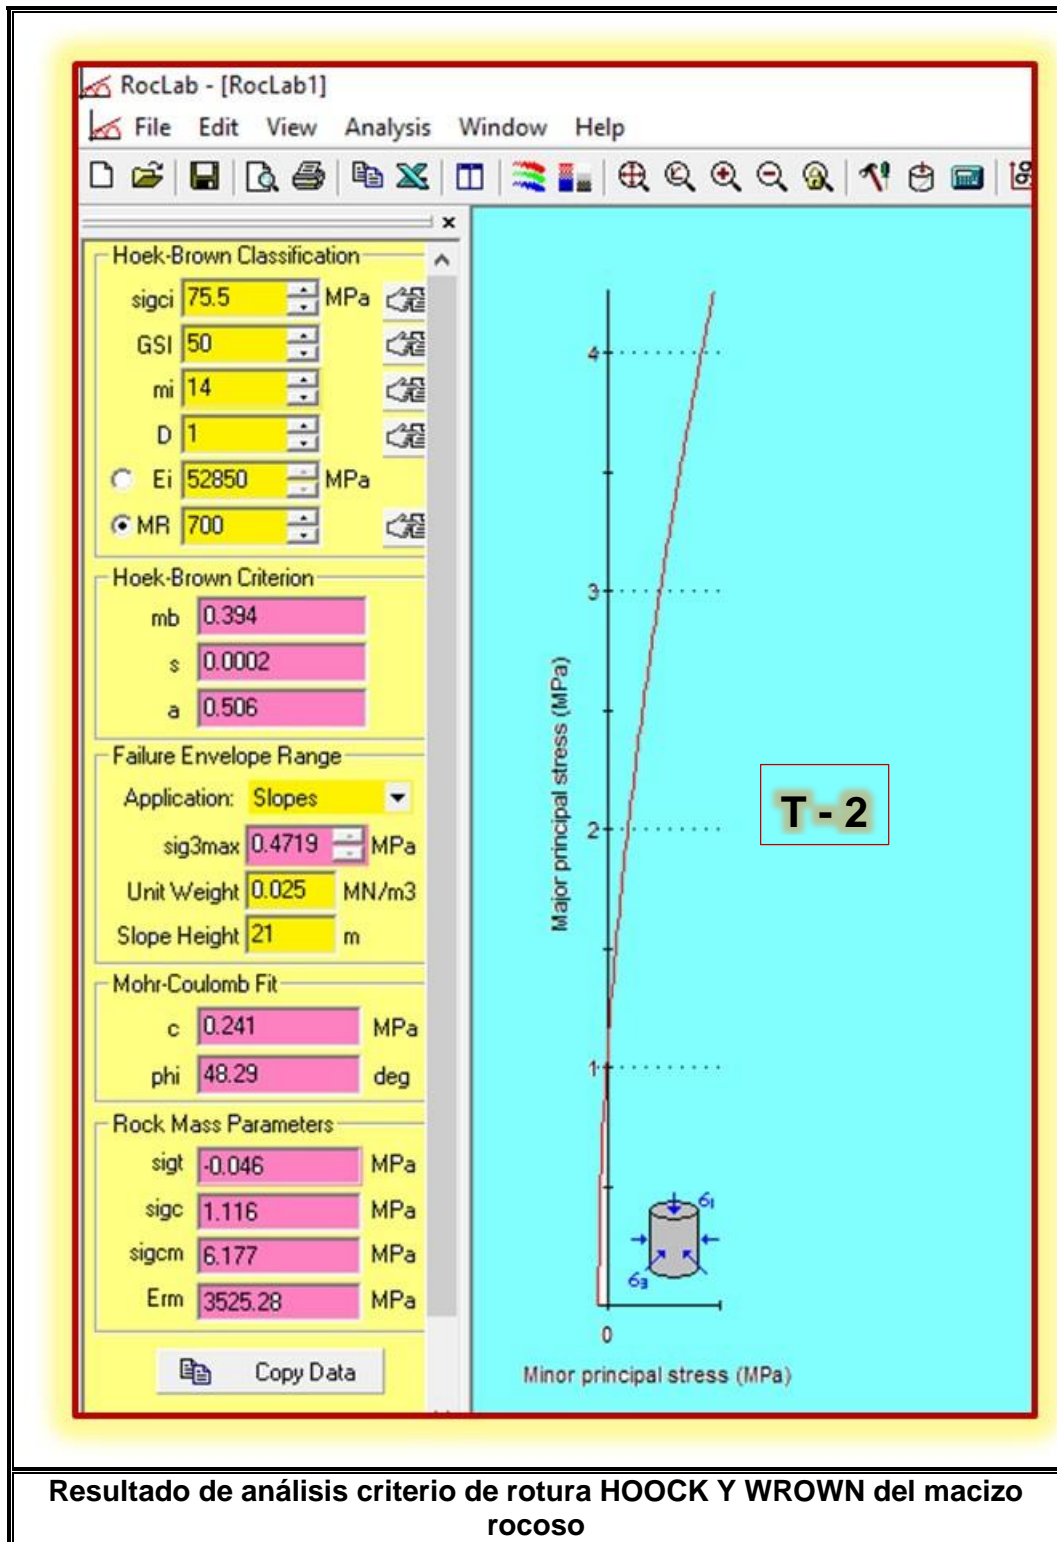 RocLab - [RocLab1]
File Edit View Analysis Window Help
Hoek-Brown Classification
sigci 75.5 MPa
GSI 50
mi 14
D 1
Ei 52850 MPa
MR 700
Hoek-Brown Criterion
mb 0.394
s 0.0002
a 0.506
Failure Envelope Range
Application: Slopes
sig3max 0.4719 MPa
Unit Weight 0.025 MN/m3
Slope Height 21 m
Mohr-Coulomb Fit
c 0.241 MPa
phi 48.29 deg
Rock Mass Parameters
sigt -0.046 MPa
sigc 1.116 MPa
sigcm 6.177 MPa
Erm 3525.28 MPa
Copy Data
4
3
2
1
0
Major principal stress (MPa)
T - 2
σ1
σ3
Minor principal stress (MPa)
Resultado de análisis criterio de rotura HOOCK Y WROWN del macizo
rocoso